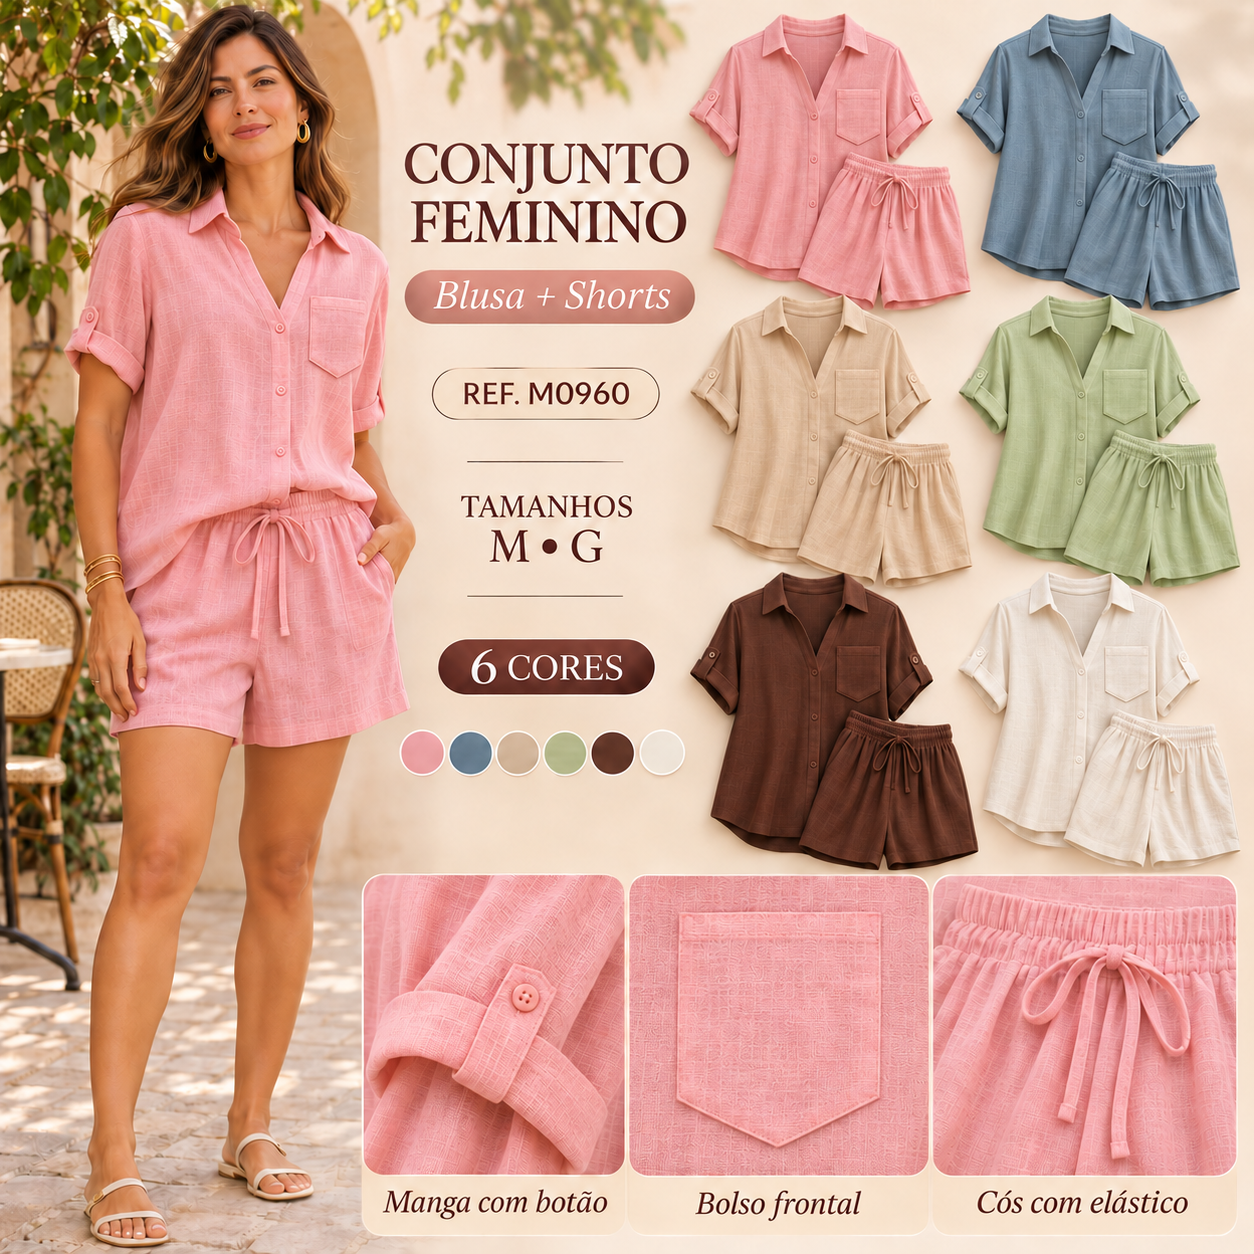 CONJUNTO
FEMININO
Blusa + Shorts
REF. M0960
TAMANHOS
M • G
6 CORES
Manga com botão
Bolso frontal
Cós com elástico